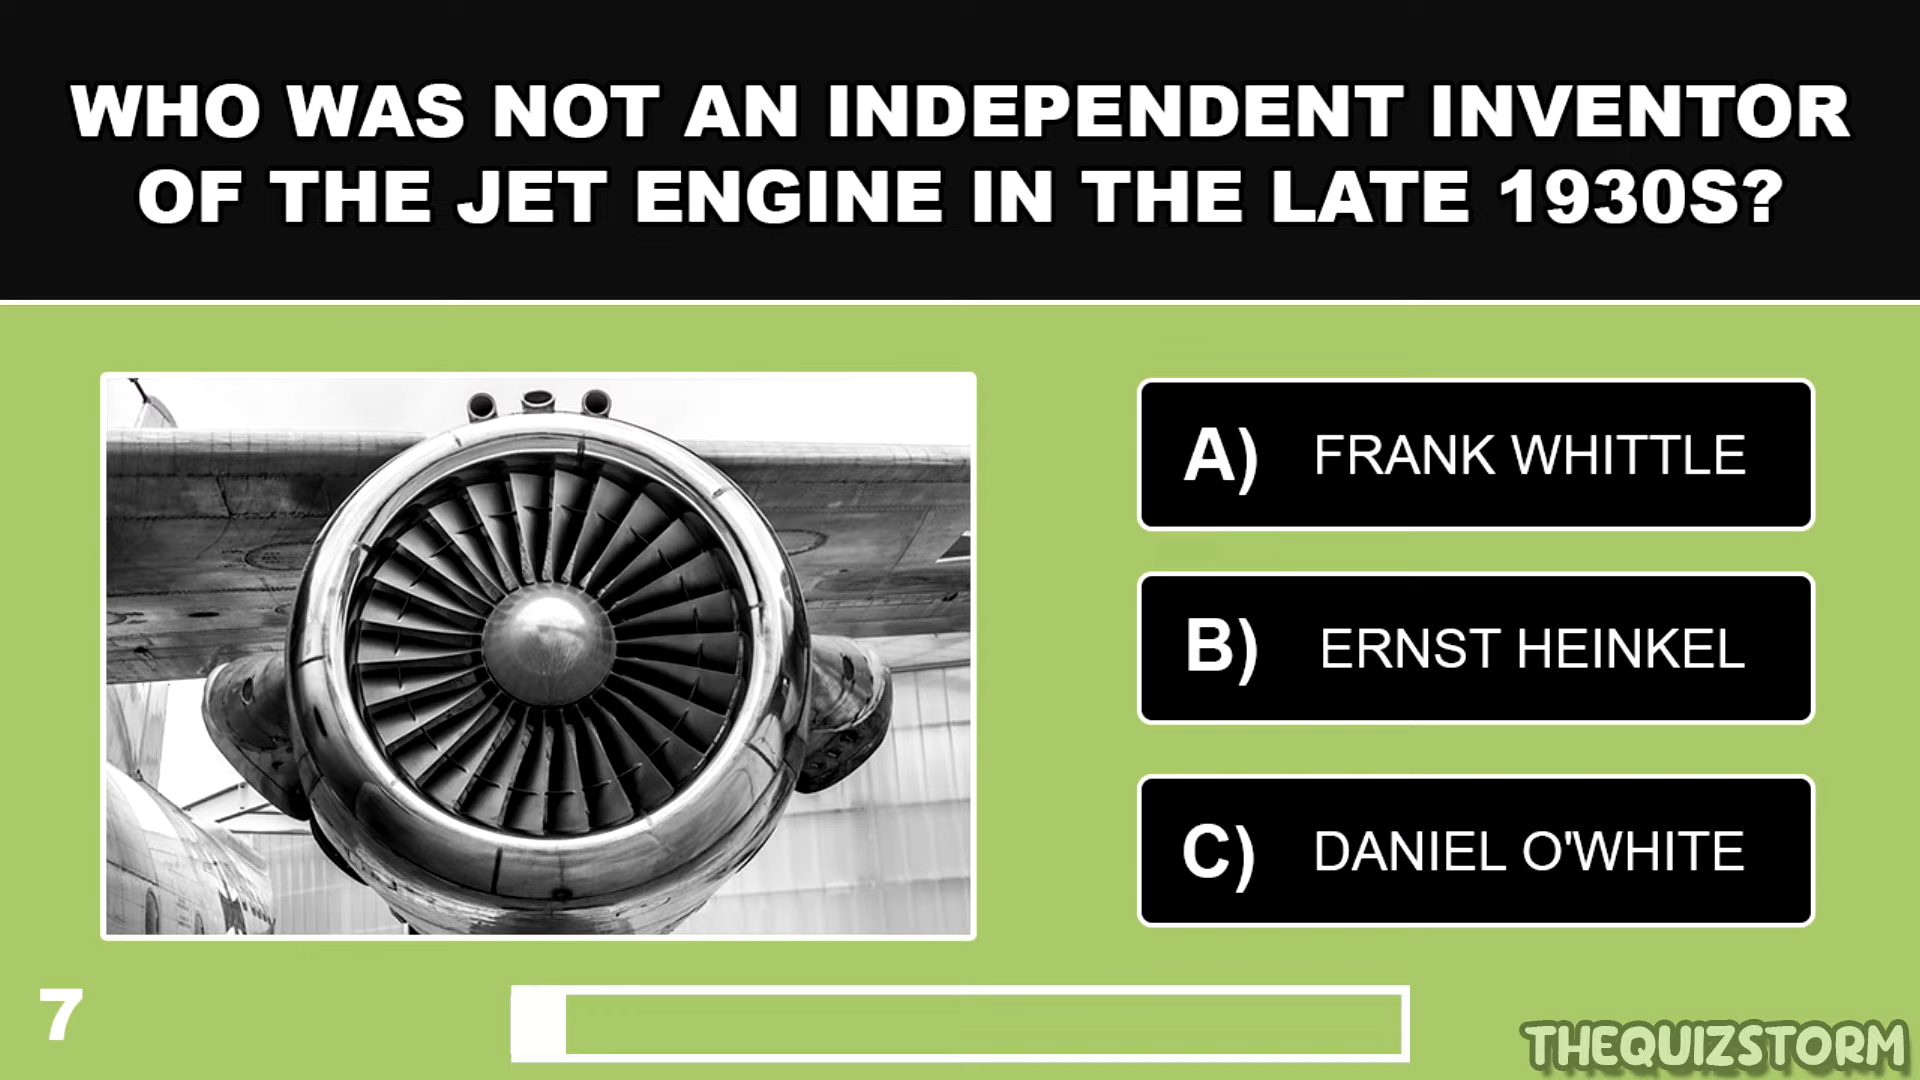 WHO WAS NOT AN INDEPENDENT INVENTOR
OF THE JET ENGINE IN THE LATE 1930S?
A) FRANK WHITTLE
B) ERNST HEINKEL
C) DANIEL O'WHITE
7
THEQUIZSTORM